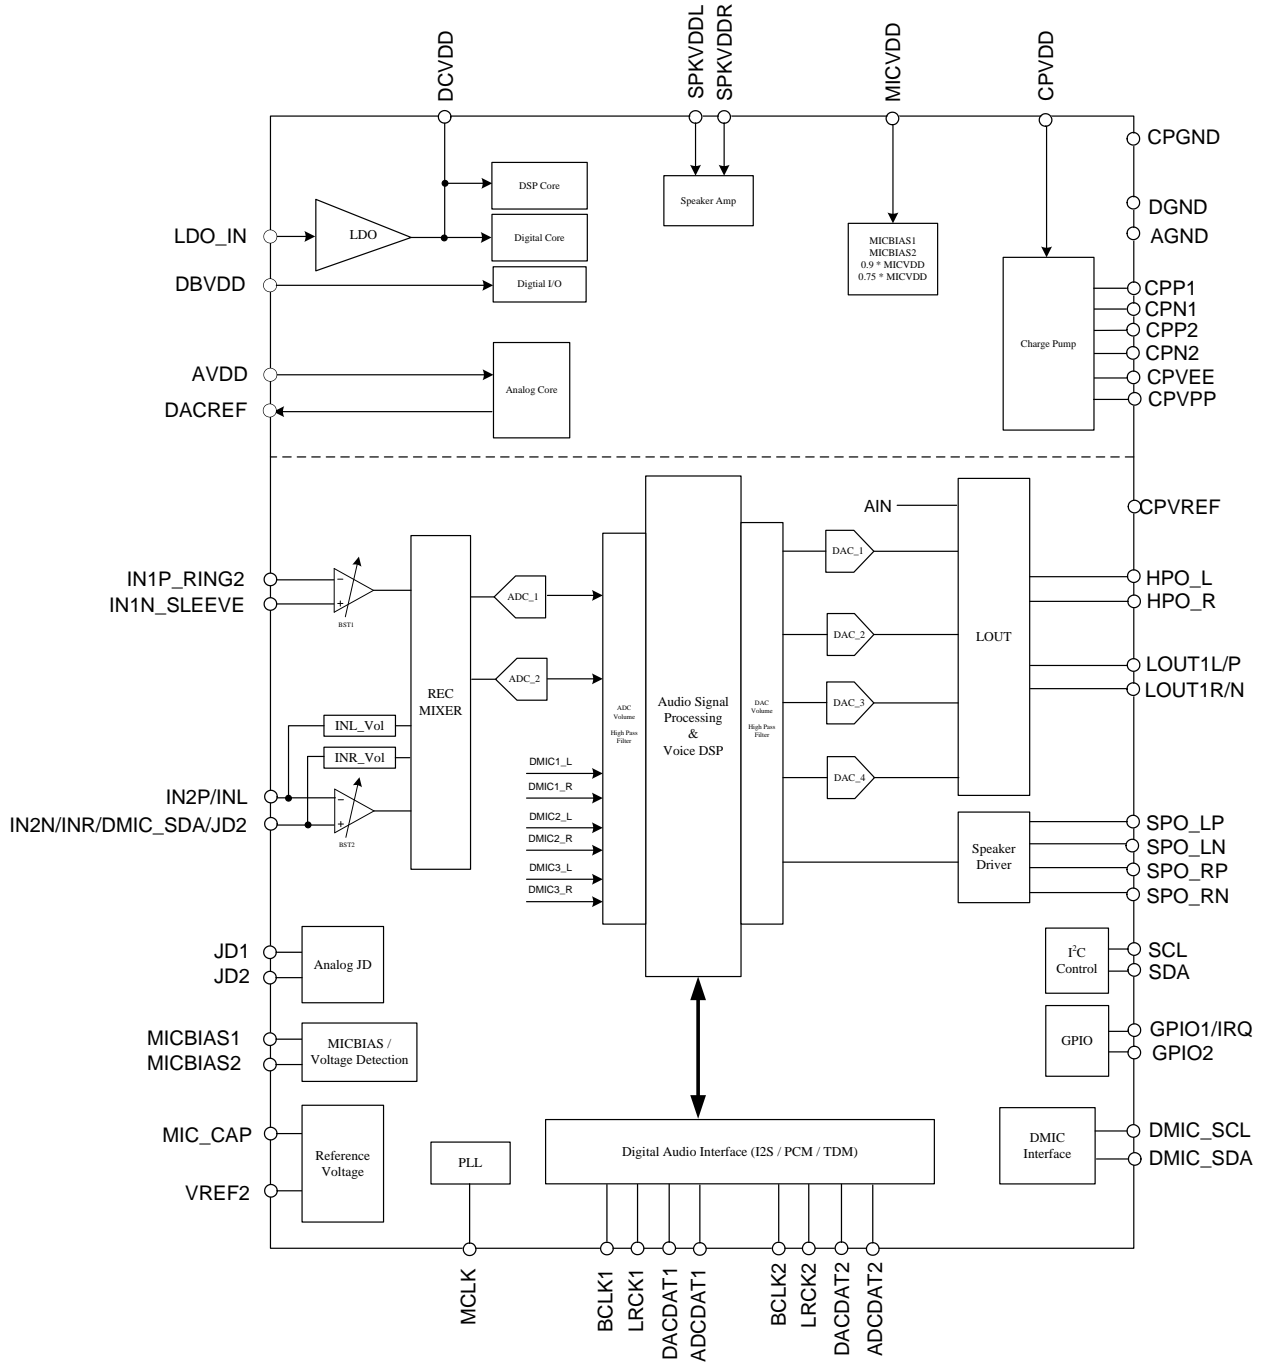 DCVDD
SPKVDDL
SPKVDDR
MICVDD
CPVDD
CPGND
DGND
AGND
LDO_IN
LDO
DSP Core
Digital Core
DBVDD
Digtial I/O
Speaker Amp
MICBIAS1
MICBIAS2
0.9 * MICVDD
0.75 * MICVDD
Charge Pump
CPP1
CPN1
CPP2
CPN2
CPVEE
CPVPP
AVDD
DACREF
Analog Core
CPVREF
IN1P_RING2
IN1N_SLEEVE
BST1
REC
MIXER
INL_Vol
INR_Vol
IN2P/INL
IN2N/INR/DMIC_SDA/JD2
BST2
ADC_1
ADC_2
DMIC1_L
DMIC1_R
DMIC2_L
DMIC2_R
DMIC3_L
DMIC3_R
ADC
Volume
High Pass
Filter
Audio Signal
Processing
&
Voice DSP
DAC
Volume
High Pass
Filter
AIN
DAC_1
DAC_2
DAC_3
DAC_4
LOUT
HPO_L
HPO_R
LOUT1L/P
LOUT1R/N
Speaker
Driver
SPO_LP
SPO_LN
SPO_RP
SPO_RN
JD1
JD2
Analog JD
MICBIAS1
MICBIAS2
MICBIAS /
Voltage Detection
MIC_CAP
VREF2
Reference
Voltage
I²C
Control
SCL
SDA
GPIO
GPIO1/IRQ
GPIO2
DMIC
Interface
DMIC_SCL
DMIC_SDA
PLL
Digital Audio Interface (I2S / PCM / TDM)
MCLK
BCLK1
LRCK1
DACDAT1
ADCDAT1
BCLK2
LRCK2
DACDAT2
ADCDAT2